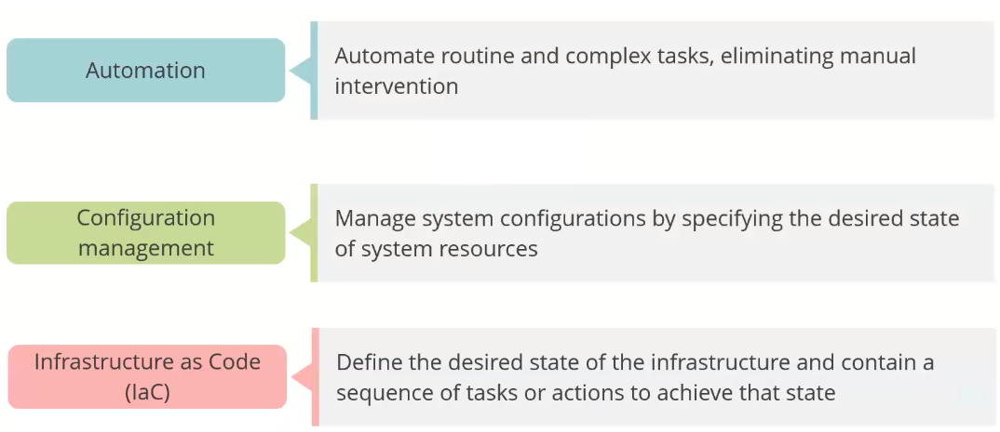 Automation
Automate routine and complex tasks, eliminating manual
intervention
Configuration
management
Manage system configurations by specifying the desired state
of system resources
Infrastructure as Code
(IaC)
Define the desired state of the infrastructure and contain a
sequence of tasks or actions to achieve that state